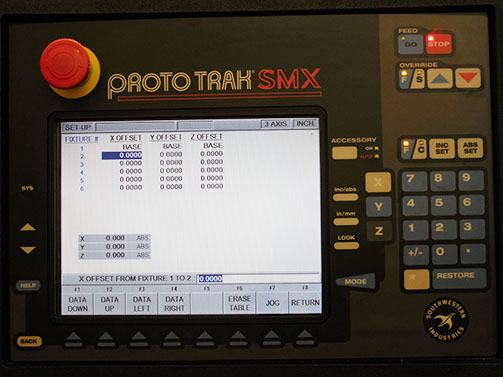 PROTO TRAK SMX
FEED
GO STOP
OVERRIDE
F S
SET-UP 3 AXIS INCH
FIXTURE # X OFFSET Y OFFSET Z OFFSET
1 BASE BASE BASE
2 0.0000 0.0000 0.0000
3 0.0000 0.0000 0.0000
4 0.0000 0.0000 0.0000
5 0.0000 0.0000 0.0000
6 0.0000 0.0000 0.0000
X 0.000 ABS
Y 0.000 ABS
Z 0.000 ABS
X OFFSET FROM FIXTURE 1 TO 2 0.0000
F1 F2 F3 F4 F5 F6 F7 F8
DATA DOWN
DATA UP
DATA LEFT
DATA RIGHT
ERASE TABLE
JOG
RETURN
SYS
HELP
BACK
ACCESSORY
ON
AUTO
inc/abs
in/mm
LOOK
MODE
F C
INC SET
ABS SET
X 7 8 9
Y 4 5 6
Z 1 2 3
+/- 0 •
RESTORE
SOUTHWESTERN INDUSTRIES